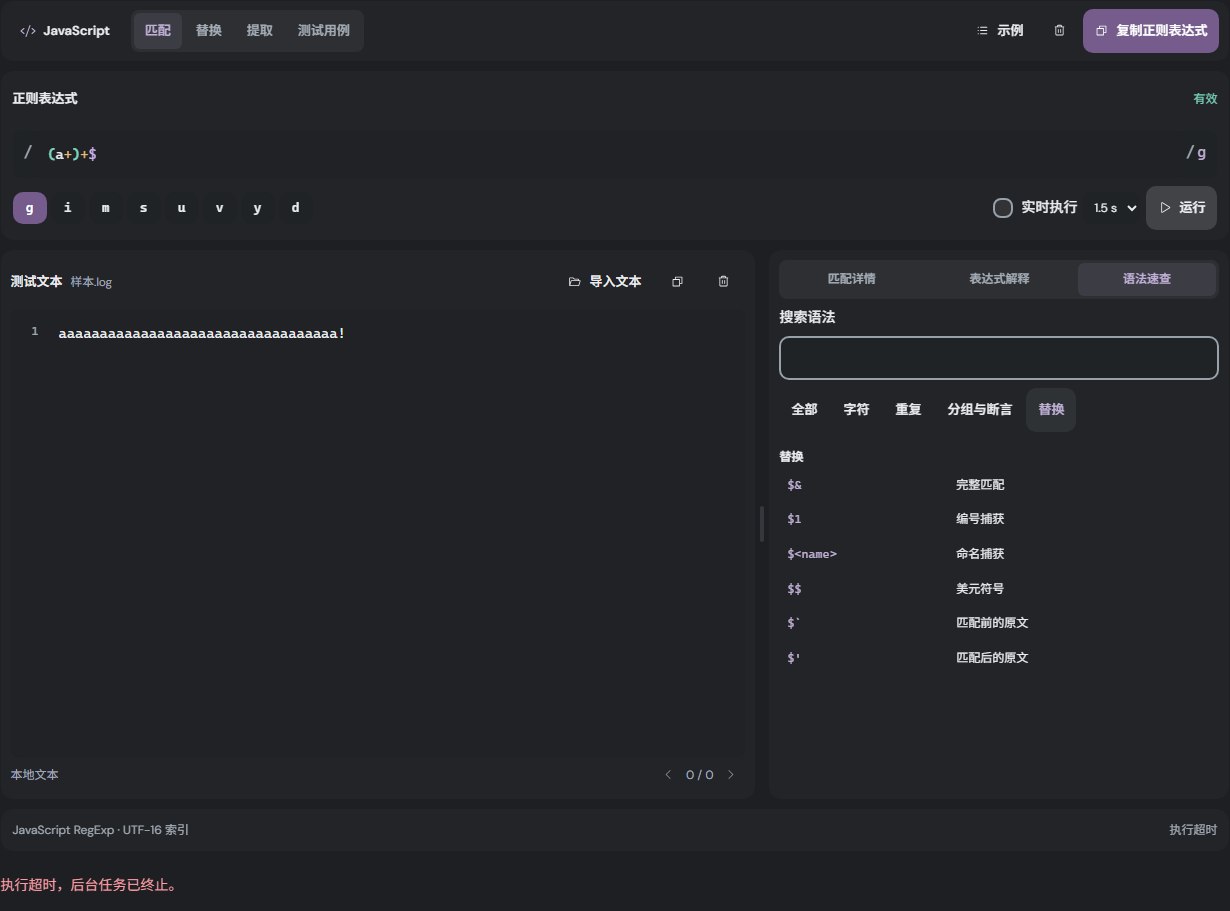 </> JavaScript 匹配 替换 提取 测试用例 示例 复制正则表达式
正则表达式 有效
/ (a+)+$ / g
g i m s u v y d 实时执行 1.5 s 运行
测试文本 样本.log 导入文本
1 aaaaaaaaaaaaaaaaaaaaaaaaaaaaaaaaaa!
本地文本 0 / 0
匹配详情 表达式解释 语法速查
搜索语法
全部 字符 重复 分组与断言 替换
替换
$& 完整匹配
$1 编号捕获
$<name> 命名捕获
$$ 美元符号
$` 匹配前的原文
$' 匹配后的原文
JavaScript RegExp · UTF-16 索引 执行超时
执行超时，后台任务已终止。